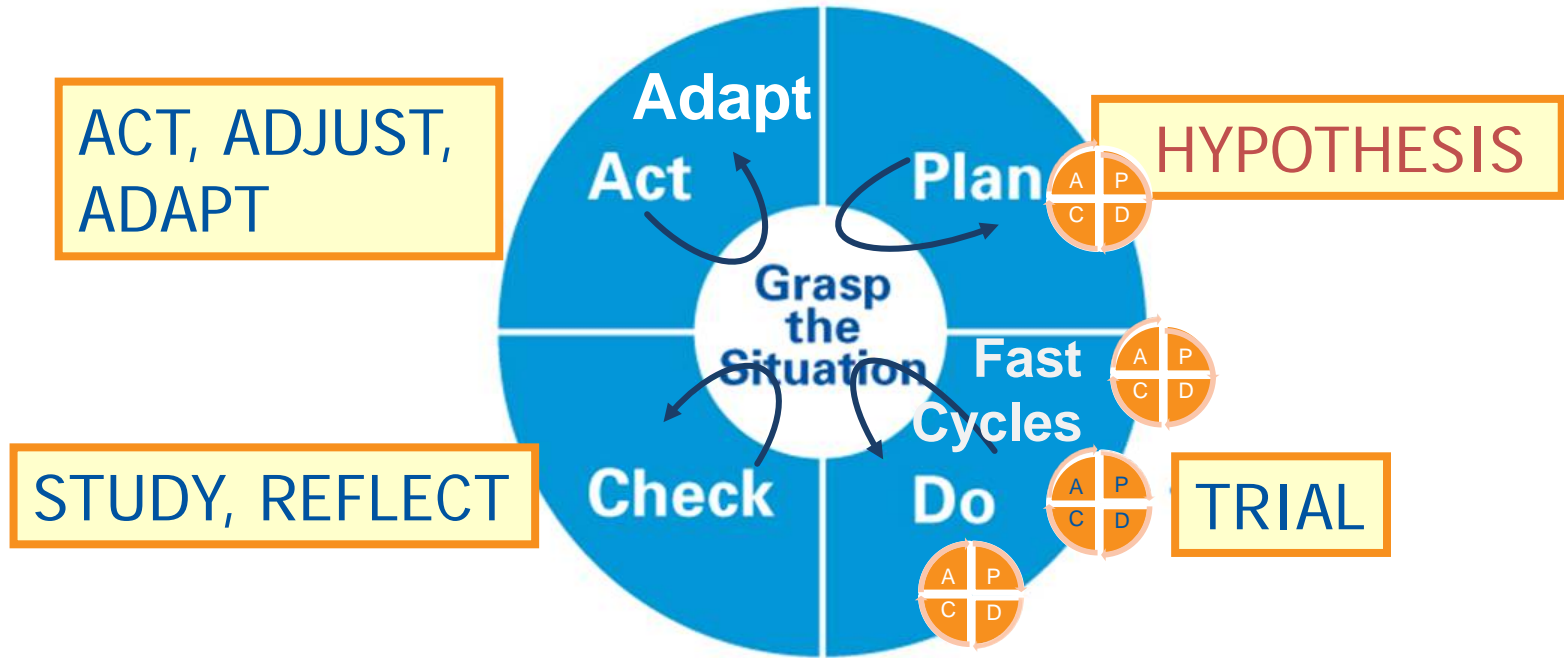 ACT, ADJUST,
ADAPT
Adapt
Act
Plan
HYPOTHESIS
A P
C D
Grasp
the
Situation
Fast
Cycles
A P
C D
STUDY, REFLECT
Check
Do
A P
C D
TRIAL
A P
C D